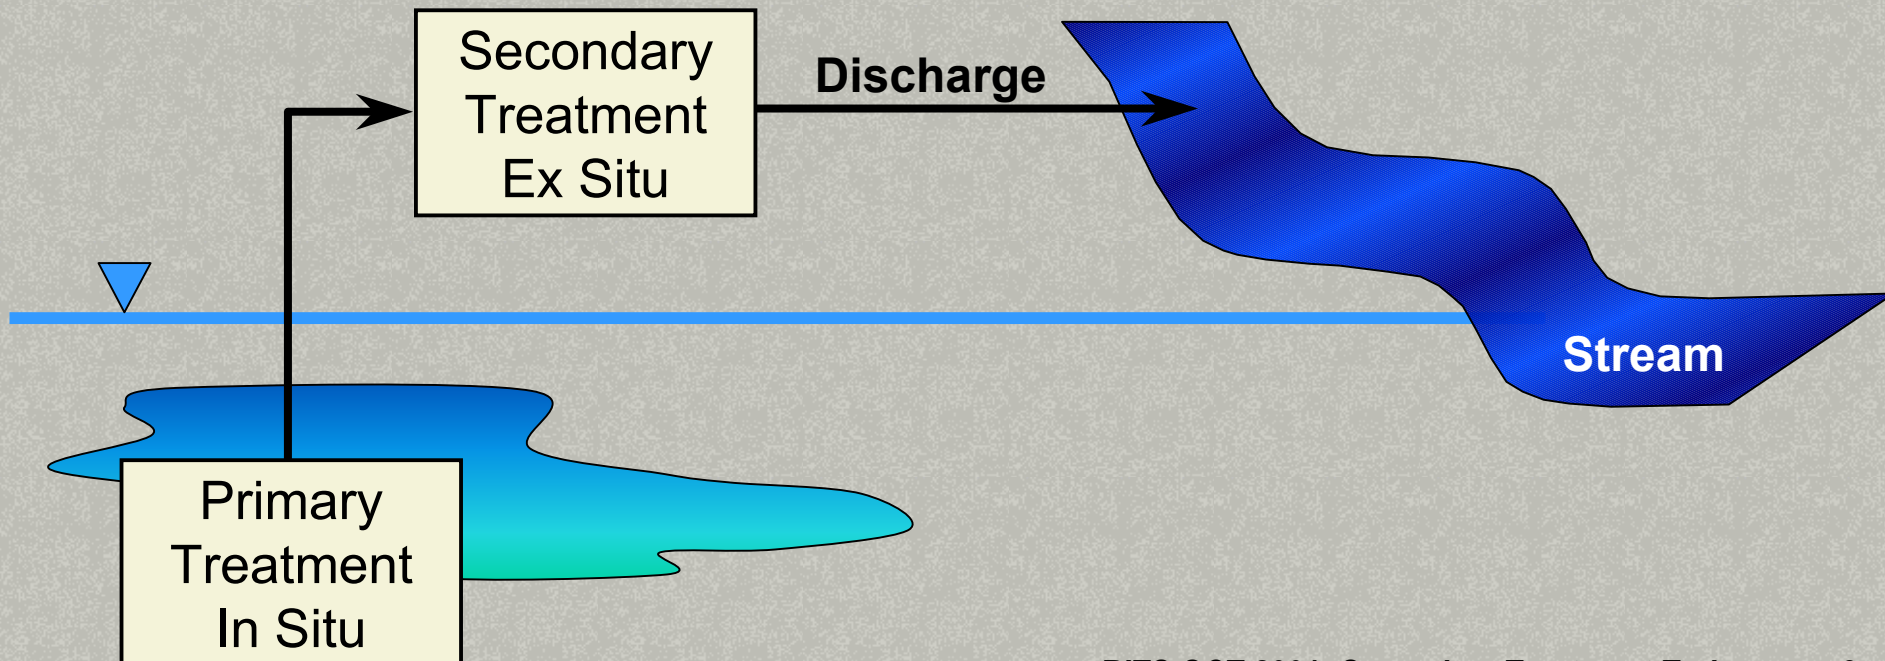 Secondary
Treatment
Ex Situ
Discharge
Stream
Primary
Treatment
In Situ